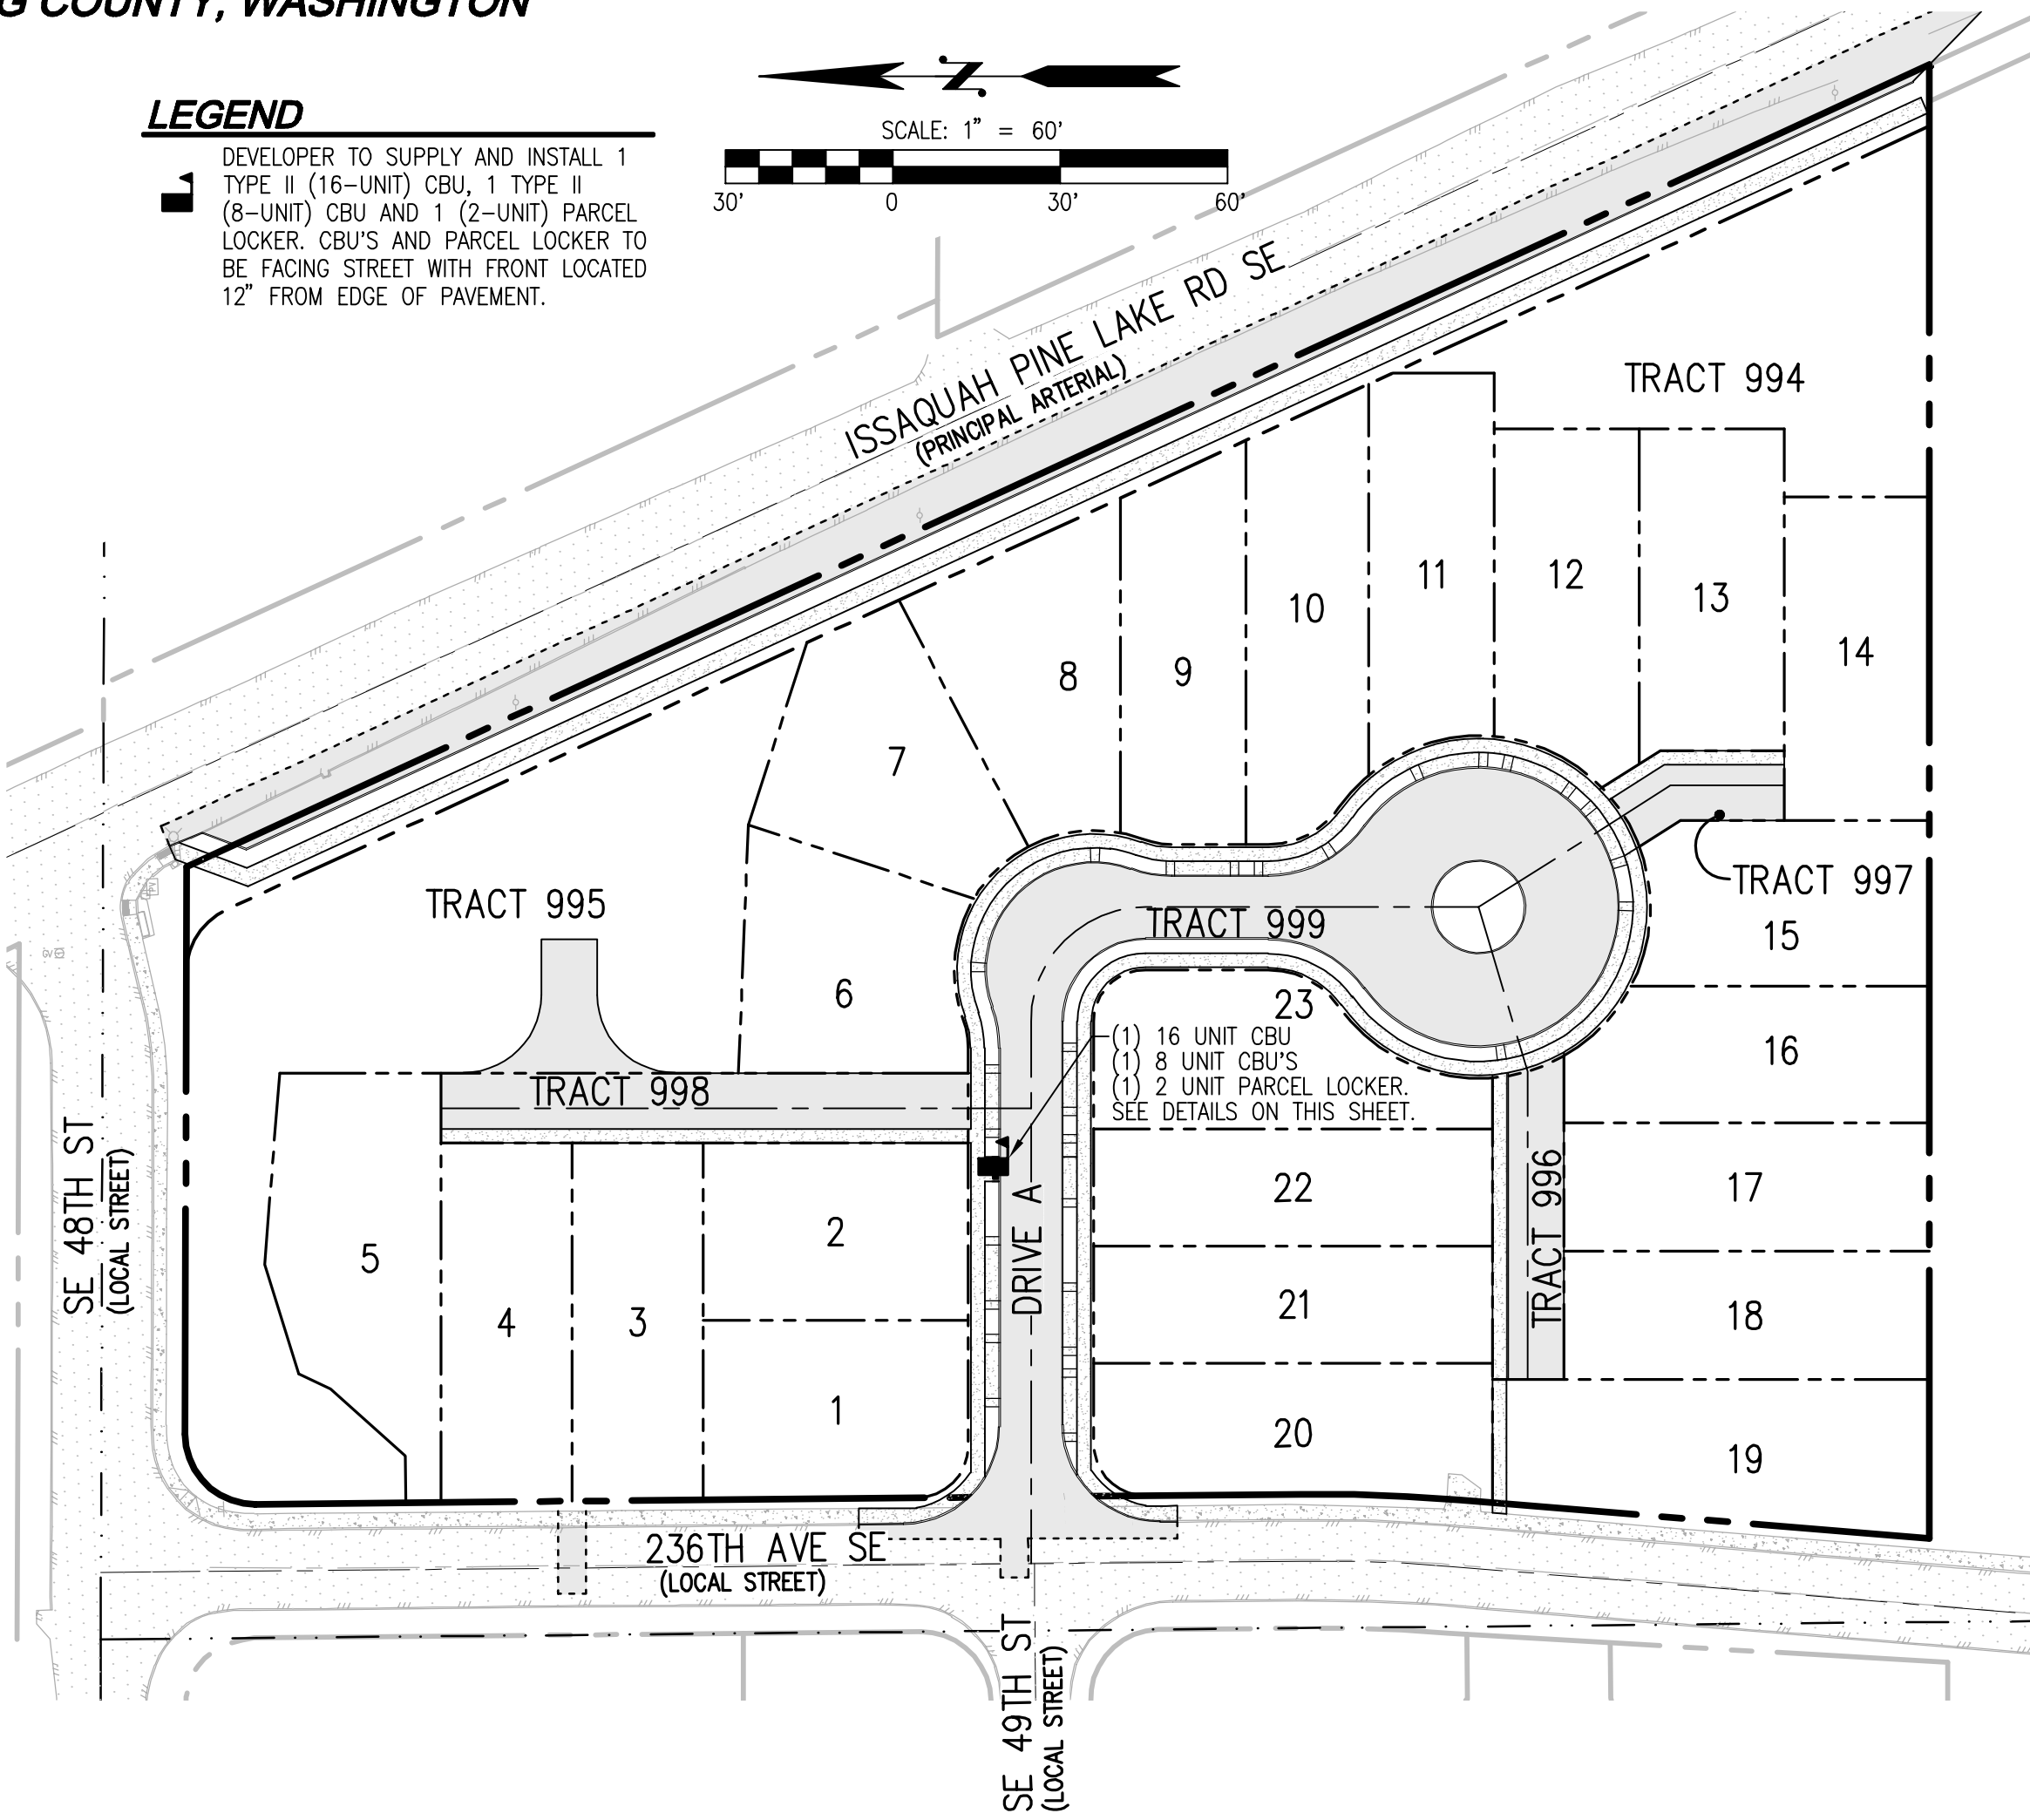 G COUNTY, WASHINGTON
LEGEND
DEVELOPER TO SUPPLY AND INSTALL 1
TYPE II (16-UNIT) CBU, 1 TYPE II
(8-UNIT) CBU AND 1 (2-UNIT) PARCEL
LOCKER. CBU'S AND PARCEL LOCKER TO
BE FACING STREET WITH FRONT LOCATED
12" FROM EDGE OF PAVEMENT.
N
SCALE: 1" = 60'
30' 0 30' 60'
ISSAQUAH PINE LAKE RD SE
(PRINCIPAL ARTERIAL)
TRACT 994
11
12
13
10
14
9
8
7
TRACT 997
TRACT 995
TRACT 999
15
6
23
(1) 16 UNIT CBU
(1) 8 UNIT CBU'S
(1) 2 UNIT PARCEL LOCKER.
SEE DETAILS ON THIS SHEET.
16
TRACT 998
SE 48TH ST
(LOCAL STREET)
5
4
3
2
1
DRIVE A
22
21
20
TRACT 996
17
18
19
236TH AVE SE
(LOCAL STREET)
SE 49TH ST
(LOCAL STREET)